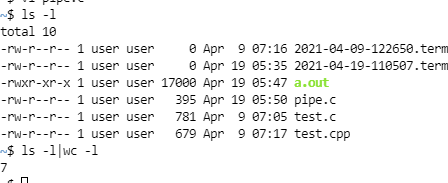 ~$ vi pipe.c
~$ ls -l
total 10
-rw-r--r-- 1 user user     0 Apr  9 07:16 2021-04-09-122650.term
-rw-r--r-- 1 user user     0 Apr 19 05:35 2021-04-19-110507.term
-rwxr-xr-x 1 user user 17000 Apr 19 05:47 a.out
-rw-r--r-- 1 user user   395 Apr 19 05:50 pipe.c
-rw-r--r-- 1 user user   781 Apr  9 07:05 test.c
-rw-r--r-- 1 user user   679 Apr  9 07:17 test.cpp
~$ ls -l|wc -l
7
~$